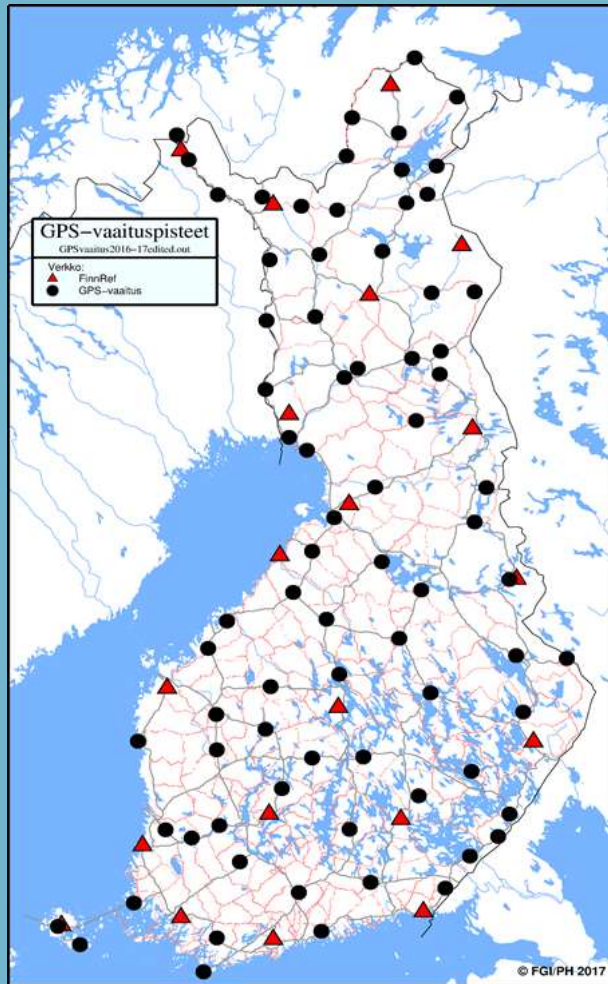 GPS-vaaituspisteet
GPSvaaitus2016-17edited.out
Verkko:
FinnRef
GPS-vaaitus
© FGI/PH 2017